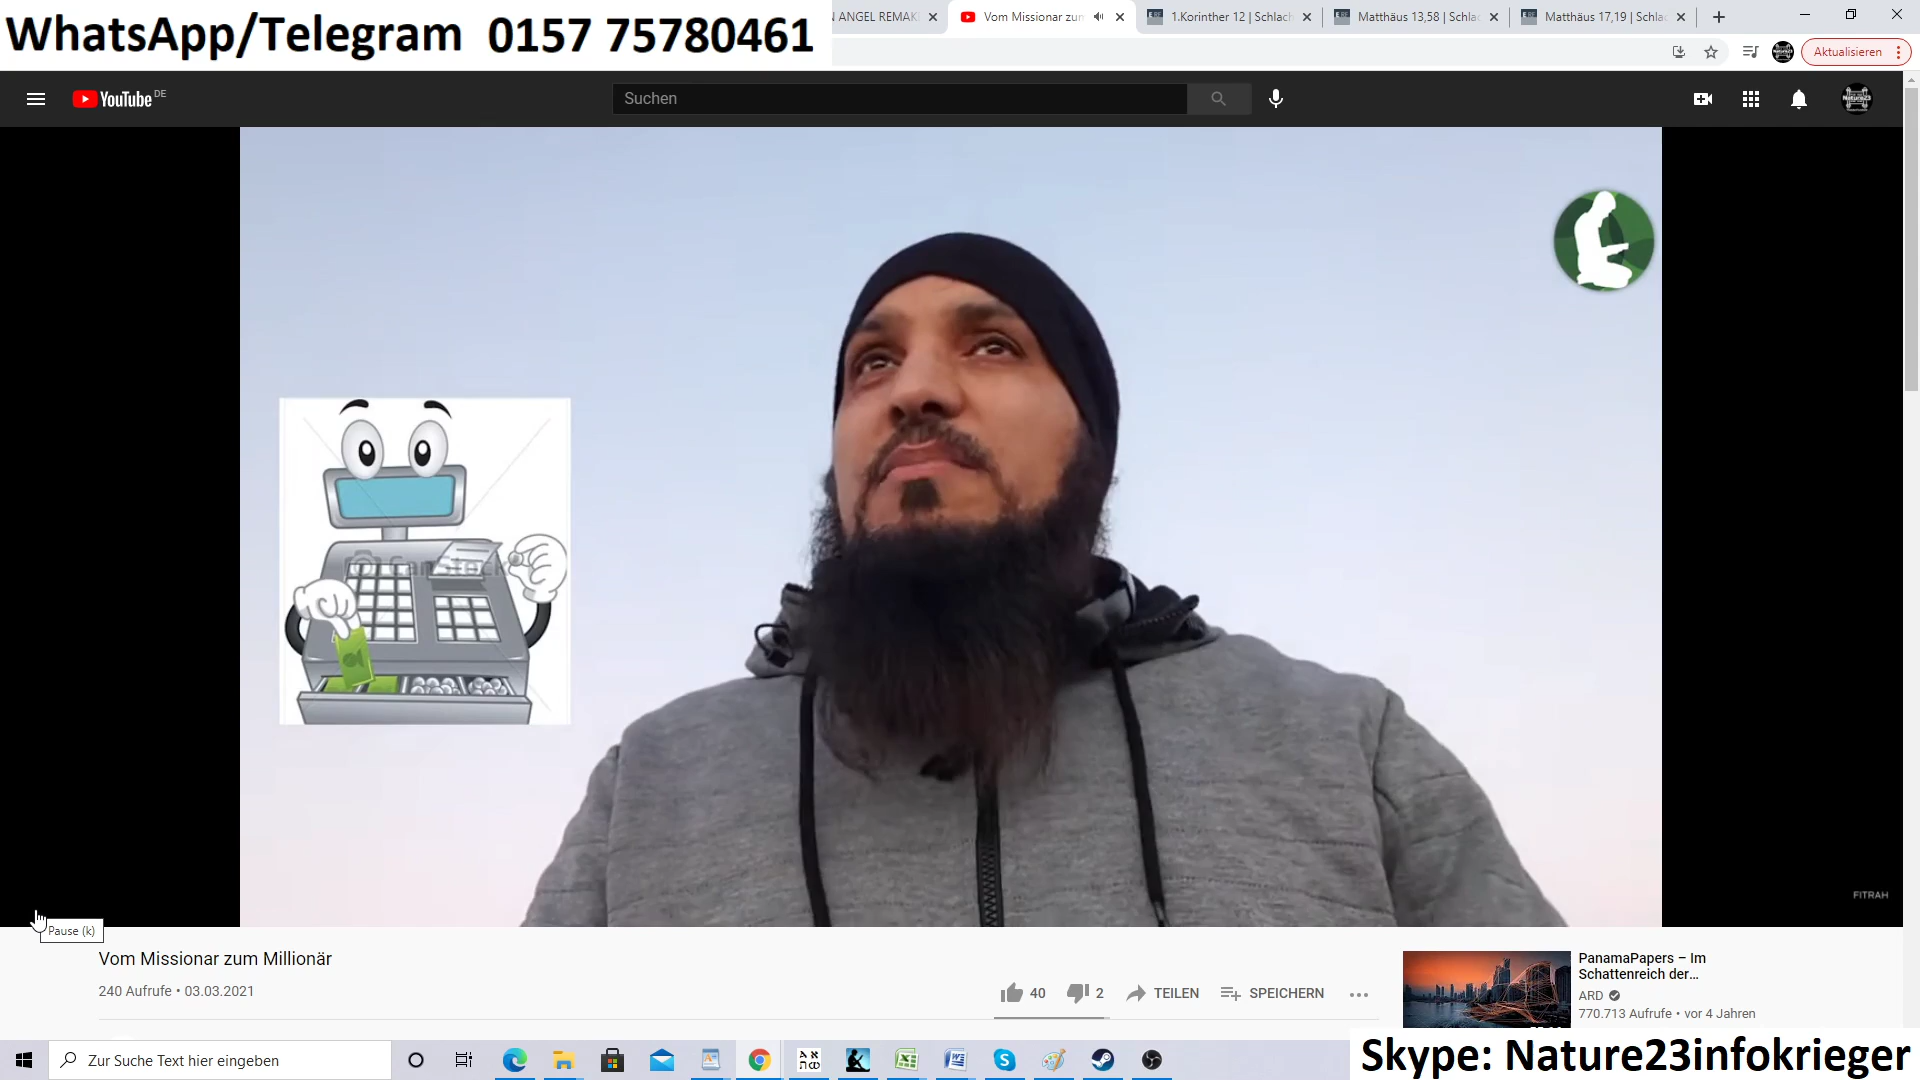 WhatsApp/Telegram 0157 75780461
N ANGEL REMAK
Vom Missionar zum
1.Korinther 12 | Schlach
Matthäus 13,58 | Schla
Matthäus 17,19 | Schla
Aktualisieren
YouTube DE
Suchen
CanStock
FITRAH
Pause (k)
Vom Missionar zum Millionär
240 Aufrufe • 03.03.2021
40
2
TEILEN
SPEICHERN
PanamaPapers – Im
Schattenreich der...
ARD
770.713 Aufrufe • vor 4 Jahren
Zur Suche Text hier eingeben
Skype: Nature23infokrieger